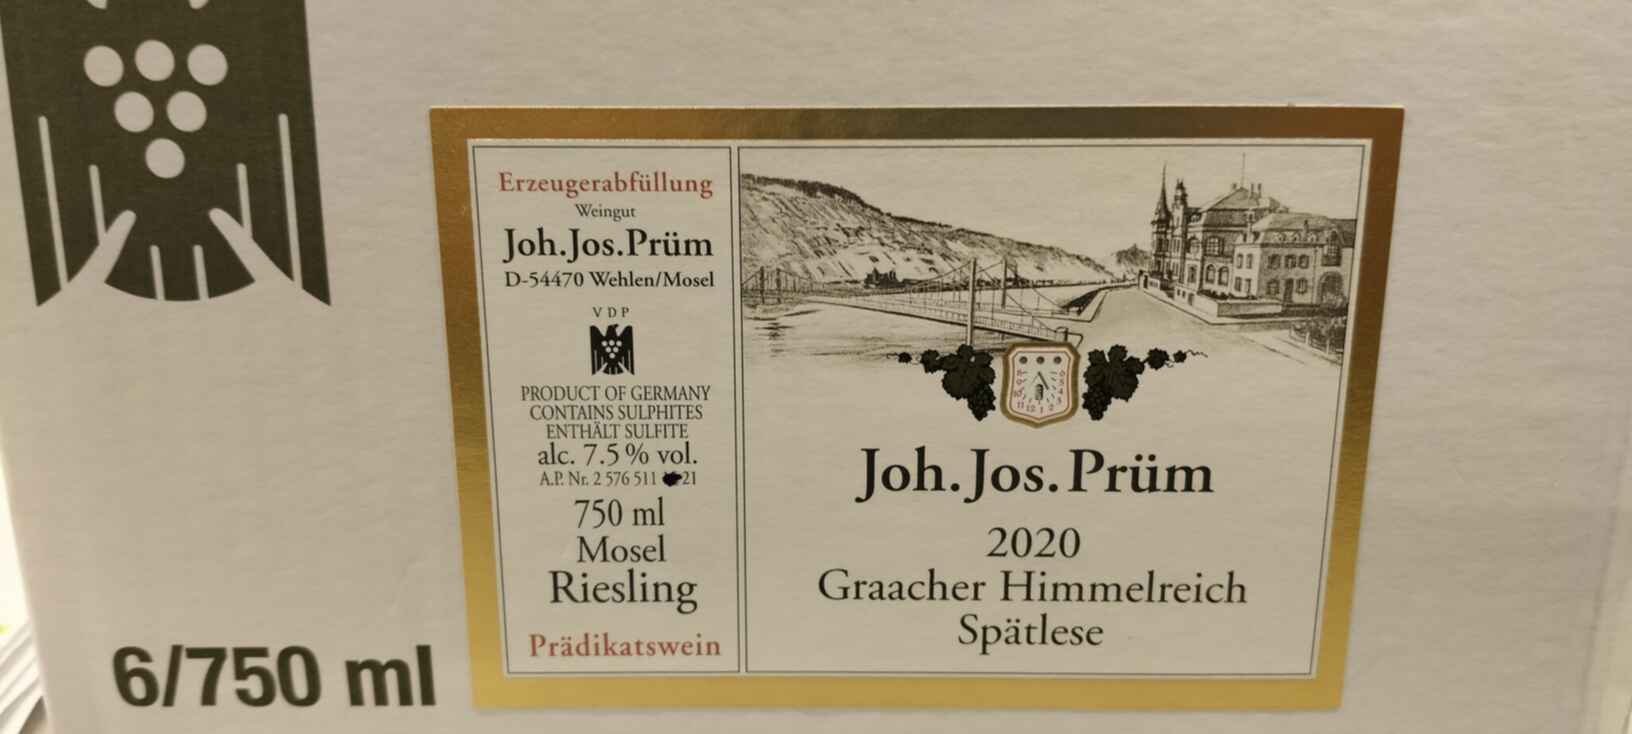 Erzeugerabfüllung
Weingut
Joh.Jos.Prüm
D-54470 Wehlen/Mosel
VDP
PRODUCT OF GERMANY
CONTAINS SULPHITES
ENTHÄLT SULFITE
alc. 7.5 % vol.
A.P. Nr. 2 576 511 21
750 ml
Mosel
Riesling
Prädikatswein
Joh. Jos. Prüm
2020
Graacher Himmelreich
Spätlese
6/750 ml